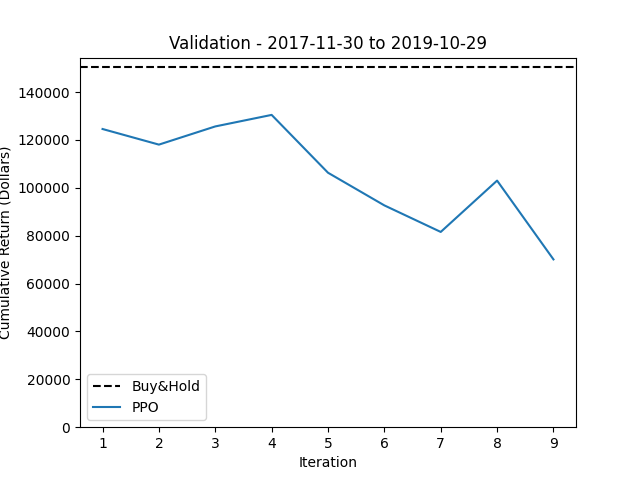 Validation - 2017-11-30 to 2019-10-29
Cumulative Return (Dollars)
140000
120000
100000
80000
60000
40000
20000
0
Buy&Hold
PPO
1 2 3 4 5 6 7 8 9
Iteration